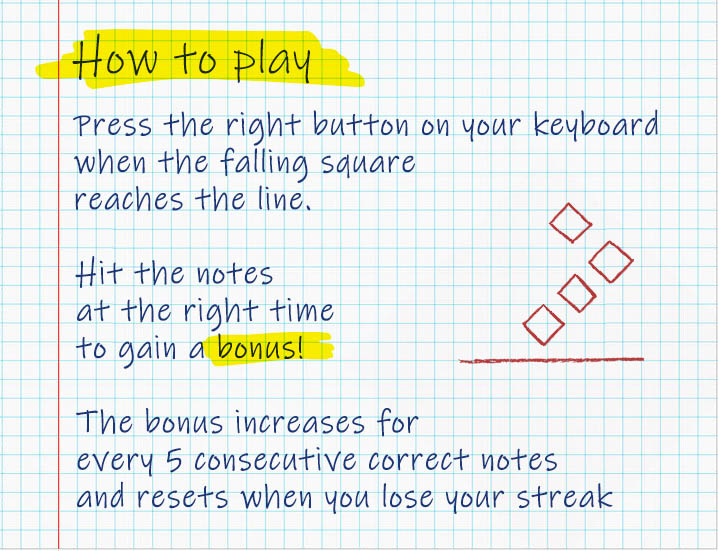 How to play
Press the right button on your keyboard
when the falling square
reaches the line.
Hit the notes
at the right time
to gain a bonus!
The bonus increases for
every 5 consecutive correct notes
and resets when you lose your streak